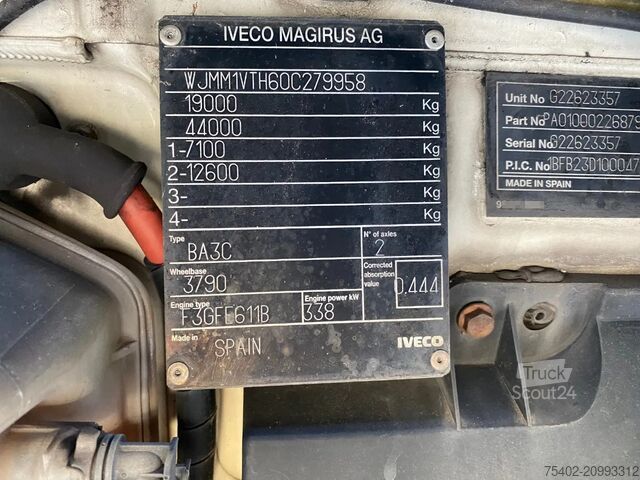 IVECO MAGIRUS AG
WJMM1VTH60C279958
19000 Kg
44000 Kg
1-7100 Kg
2-12600 Kg
3- Kg
4- Kg
Type BA3C N° of axles 2
Wheelbase 3790 Corrected absorption value 0.444
Engine type F3GFE611B Engine power kW 338
Made in SPAIN IVECO
Unit No G22623357
Part No PA0100022687
Serial No G22623357
P.I.C. No 1BFB23D100047
MADE IN SPAIN
Truck
Scout24
75402-20993312